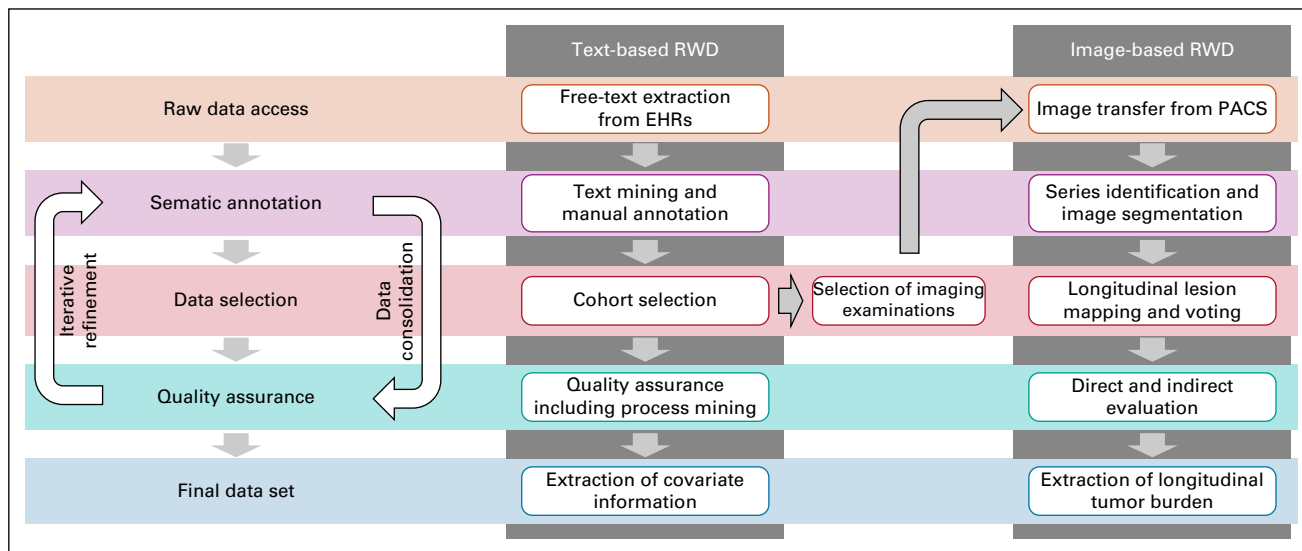 Text-based RWD
Image-based RWD
Raw data access
Free-text extraction
from EHRs
Image transfer from PACS
Sematic annotation
Text mining and
manual annotation
Series identification and
image segmentation
Iterative
refinement
Data
consolidation
Data selection
Cohort selection
Selection of imaging
examinations
Longitudinal lesion
mapping and voting
Quality assurance
Quality assurance
including process mining
Direct and indirect
evaluation
Final data set
Extraction of covariate
information
Extraction of longitudinal
tumor burden